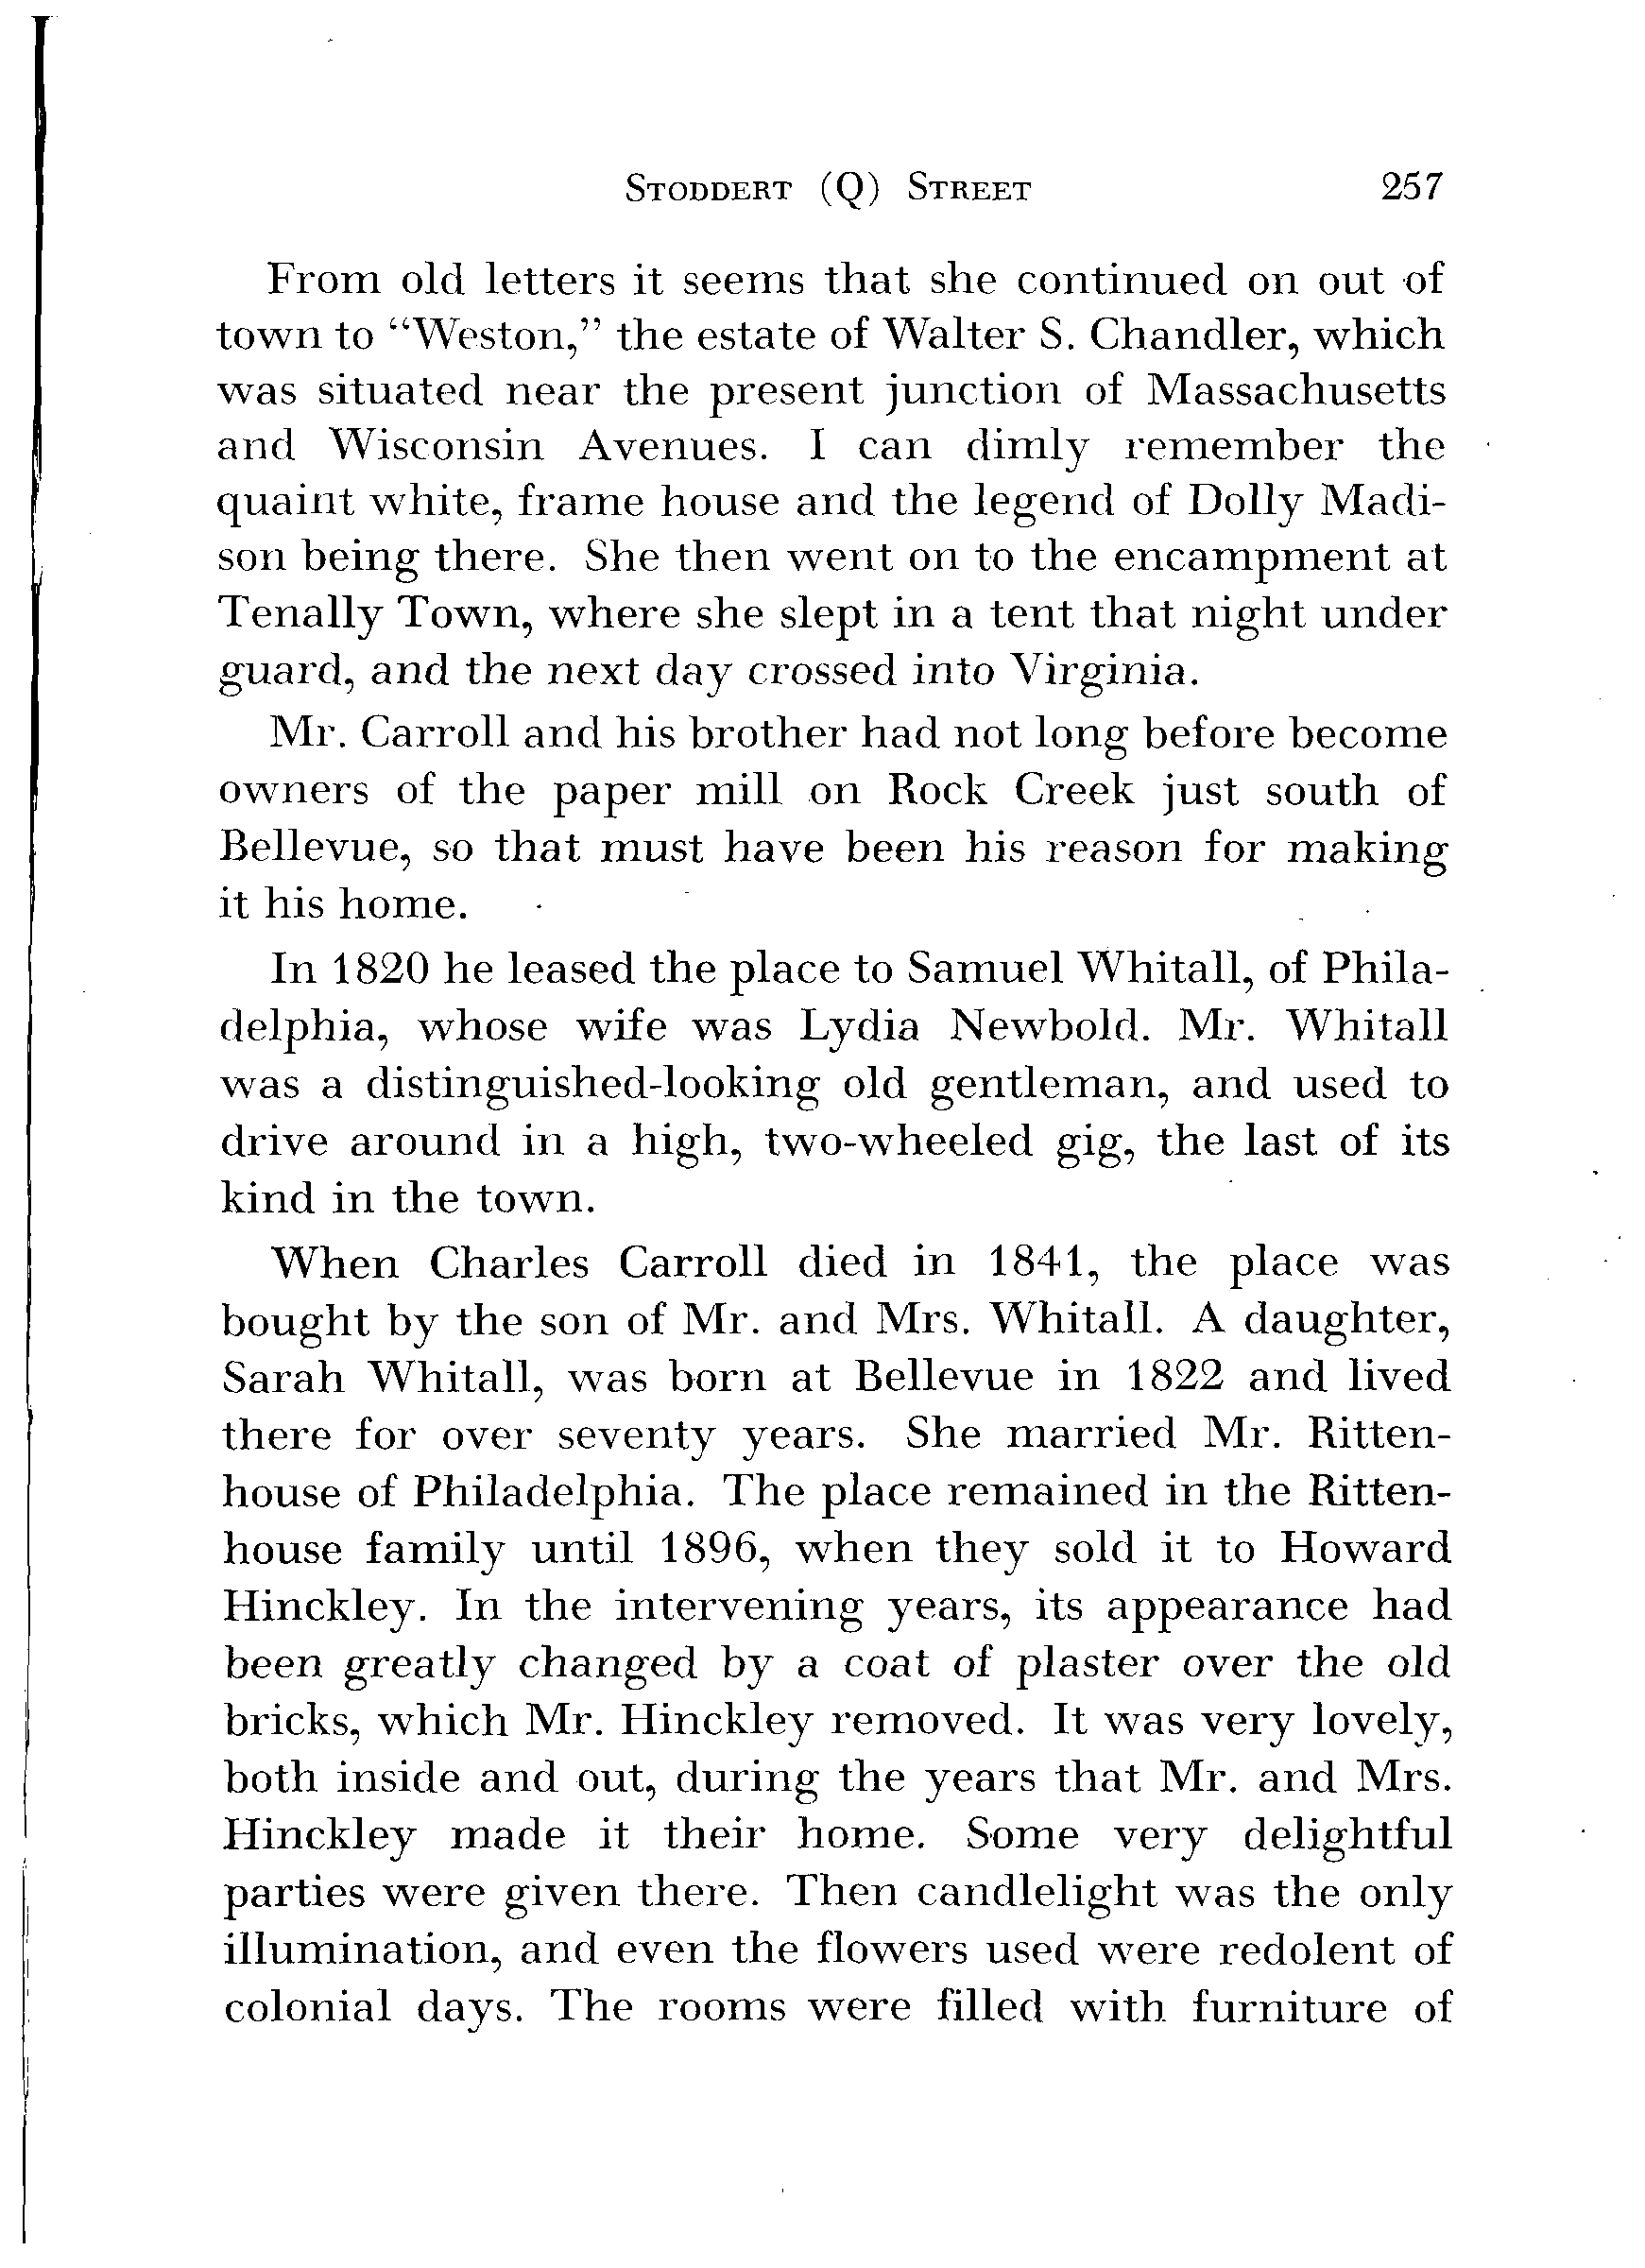 STODDERT (Q) STREET 257
From old letters it seems that she continued on out of
town to “Weston,” the estate of Walter S. Chandler, which
was situated near the present junction of Massachusetts
and Wisconsin Avenues. I can dimly remember the
quaint white, frame house and the legend of Dolly Madi-
son being there. She then went on to the encampment at
Tenally Town, where she slept in a tent that night under
guard, and the next day crossed into Virginia.
Mr. Carroll and his brother had not long before become
owners of the paper mill on Rock Creek just south of
Bellevue, so that must have been his reason for making
it his home.
In 1820 he leased the place to Samuel Whitall, of Phila-
delphia, whose wife was Lydia Newbold. Mr. Whitall
was a distinguished-looking old gentleman, and used to
drive around in a high, two-wheeled gig, the last of its
kind in the town.
When Charles Carroll died in 1841, the place was
bought by the son of Mr. and Mrs. Whitall. A daughter,
Sarah Whitall, was born at Bellevue in 1822 and lived
there for over seventy years. She married Mr. Ritten-
house of Philadelphia. The place remained in the Ritten-
house family until 1896, when they sold it to Howard
Hinckley. In the intervening years, its appearance had
been greatly changed by a coat of plaster over the old
bricks, which Mr. Hinckley removed. It was very lovely,
both inside and out, during the years that Mr. and Mrs.
Hinckley made it their home. Some very delightful
parties were given there. Then candlelight was the only
illumination, and even the flowers used were redolent of
colonial days. The rooms were filled with furniture of